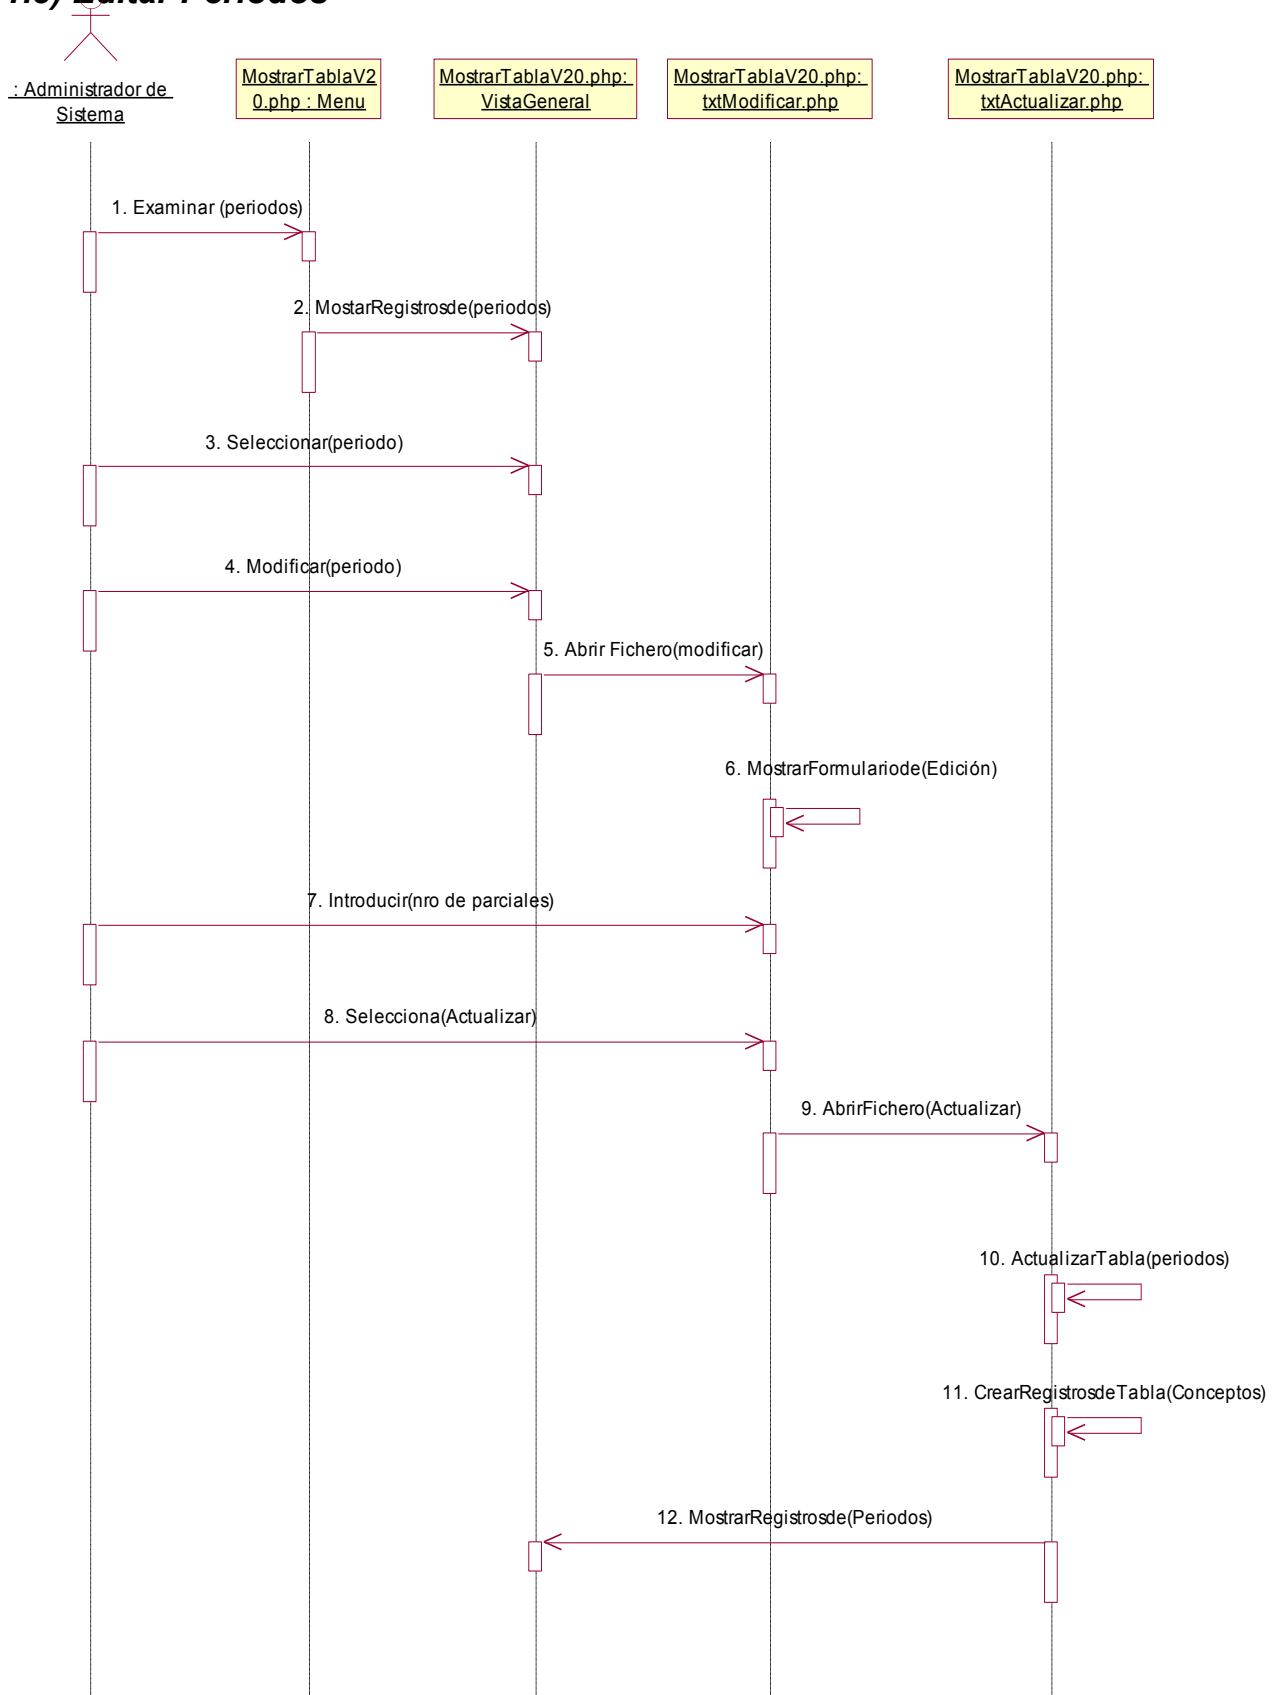 Editar Periodos
: Administrador de
Sistema
MostrarTablaV2
0.php : Menu
MostrarTablaV20.php:
VistaGeneral
MostrarTablaV20.php:
txtModificar.php
MostrarTablaV20.php:
txtActualizar.php
1. Examinar (periodos)
2. MostarRegistrosde(periodos)
3. Seleccionar(periodo)
4. Modificar(periodo)
5. Abrir Fichero(modificar)
6. MostrarFormulariode(Edición)
7. Introducir(nro de parciales)
8. Selecciona(Actualizar)
9. AbrirFichero(Actualizar)
10. ActualizarTabla(periodos)
11. CrearRegistrosdeTabla(Conceptos)
12. MostrarRegistrosde(Periodos)